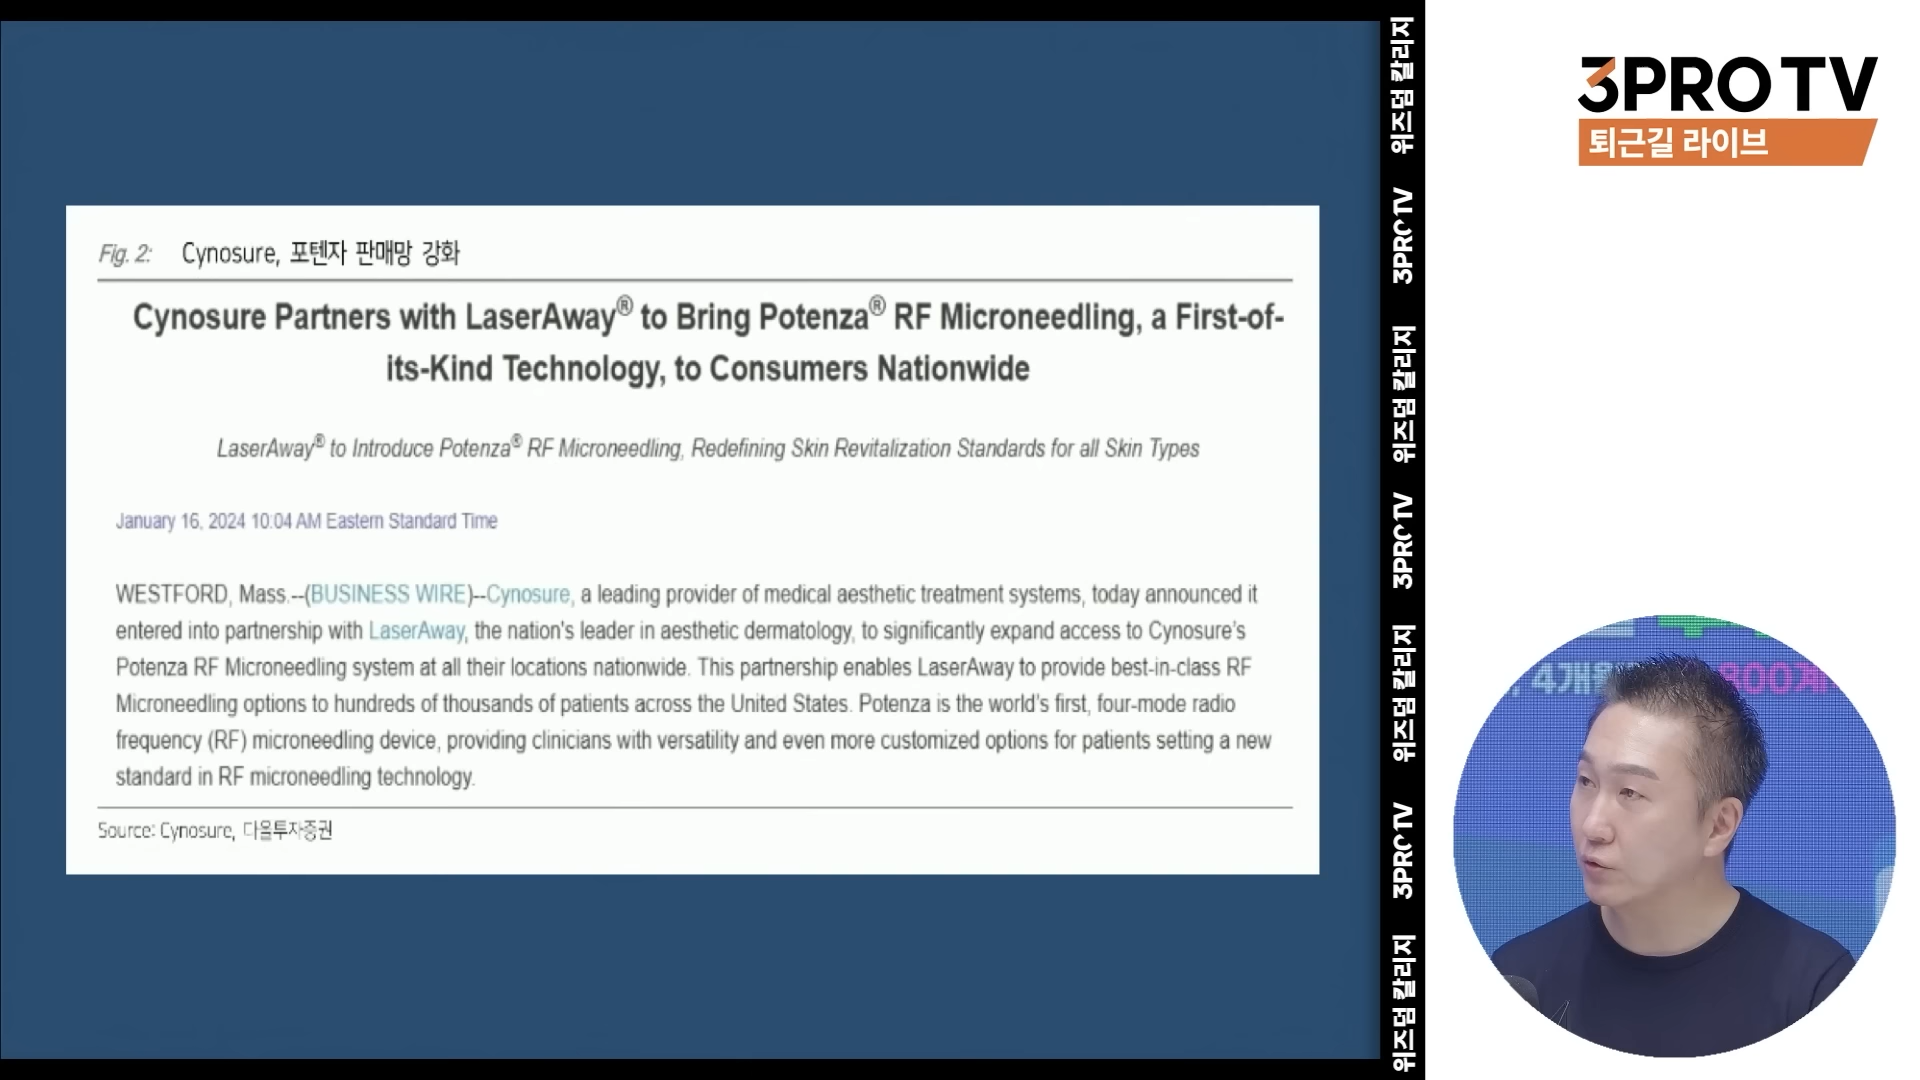 Fig. 2: Cynosure, 포텐자 판매망 강화
Cynosure Partners with LaserAway® to Bring Potenza® RF Microneedling, a First-of-
its-Kind Technology, to Consumers Nationwide
LaserAway® to Introduce Potenza® RF Microneedling, Redefining Skin Revitalization Standards for all Skin Types
January 16, 2024 10:04 AM Eastern Standard Time
WESTFORD, Mass.--(BUSINESS WIRE)--Cynosure, a leading provider of medical aesthetic treatment systems, today announced it
entered into partnership with LaserAway, the nation's leader in aesthetic dermatology, to significantly expand access to Cynosure's
Potenza RF Microneedling system at all their locations nationwide. This partnership enables LaserAway to provide best-in-class RF
Microneedling options to hundreds of thousands of patients across the United States. Potenza is the world's first, four-mode radio
frequency (RF) microneedling device, providing clinicians with versatility and even more customized options for patients setting a new
standard in RF microneedling technology.
Source: Cynosure, 다올투자증권
위즈덤 칼리지
3PROTV
위즈덤 칼리지
3PROTV
위즈덤 칼리지
3PROTV
위즈덤 칼리지
3PROTV
퇴근길 라이브
4개월